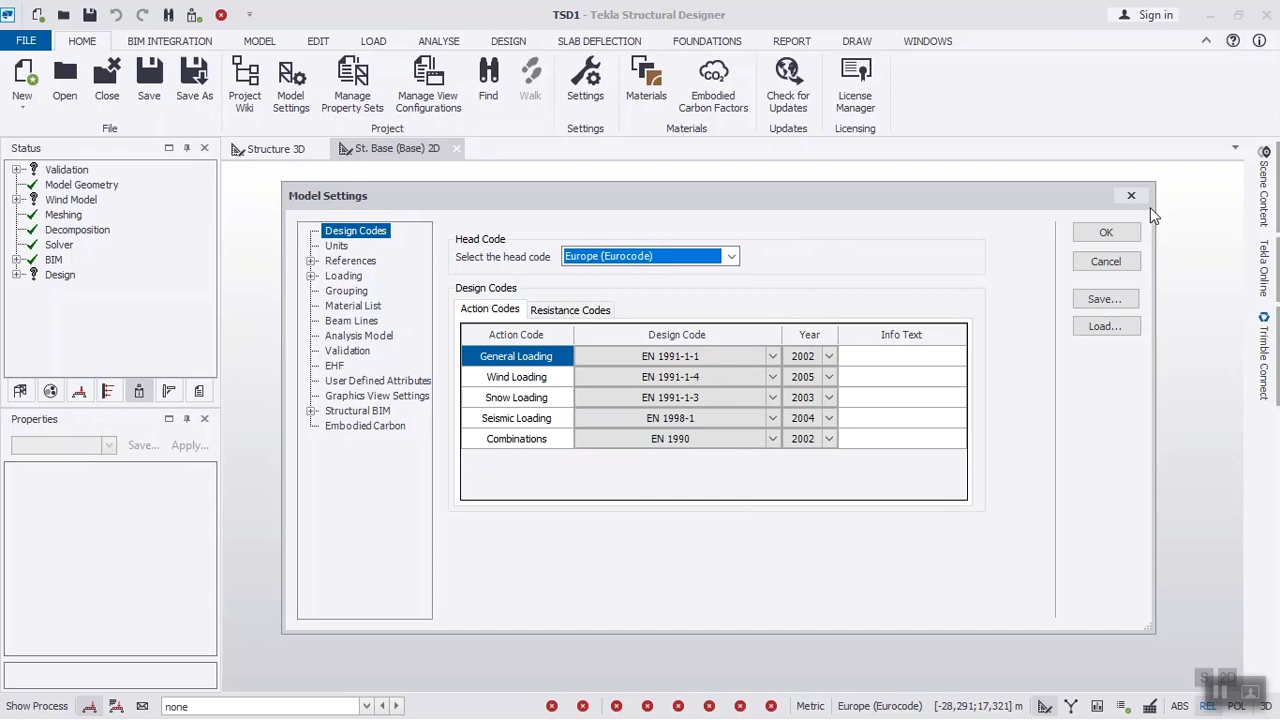 TSD1 - Tekla Structural Designer
Sign in
FILE
HOME
BIM INTEGRATION
MODEL
EDIT
LOAD
ANALYSE
DESIGN
SLAB DEFLECTION
FOUNDATIONS
REPORT
DRAW
WINDOWS
New
Open
Close
Save
Save As
Project
Wiki
Model
Settings
Manage
Property Sets
Manage View
Configurations
Find
Walk
Settings
Materials
Embodied
Carbon Factors
Check for
Updates
License
Manager
File
Project
Settings
Materials
Updates
Licensing
Status
Structure 3D
St. Base (Base) 2D
Validation
Model Geometry
Wind Model
Meshing
Decomposition
Solver
BIM
Design
Properties
Save...
Apply...
Model Settings
Design Codes
Units
References
Loading
Grouping
Material List
Beam Lines
Analysis Model
Validation
EHF
User Defined Attributes
Graphics View Settings
Structural BIM
Embodied Carbon
Head Code
Select the head code
Europe (Eurocode)
Design Codes
Action Codes
Resistance Codes
Action Code Design Code Year Info Text
General Loading EN 1991-1-1 2002
Wind Loading EN 1991-1-4 2005
Snow Loading EN 1991-1-3 2003
Seismic Loading EN 1998-1 2004
Combinations EN 1990 2002
OK
Cancel
Save...
Load...
Scene Content
Tekla Online
Trimble Connect
Show Process
none
Metric
Europe (Eurocode)
[-28,291;17,321] m
ABS
REL
POL
3D